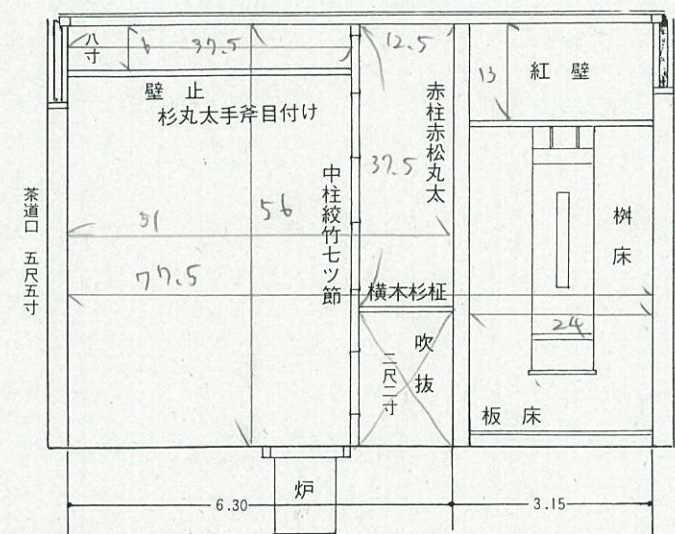 八寸
6
37.5
12.5
13
紅壁
壁止
杉丸太手斧目付け
赤柱赤松丸太
中柱絞竹七ツ節
37.5
56
51
77.5
茶道口 五尺五寸
横木杉柾
吹抜
二尺二寸
桝床
24
板床
炉
6.30
3.15